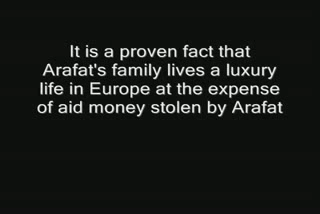 It is a proven fact that
Arafat's family lives a luxury
life in Europe at the expense
of aid money stolen by Arafat